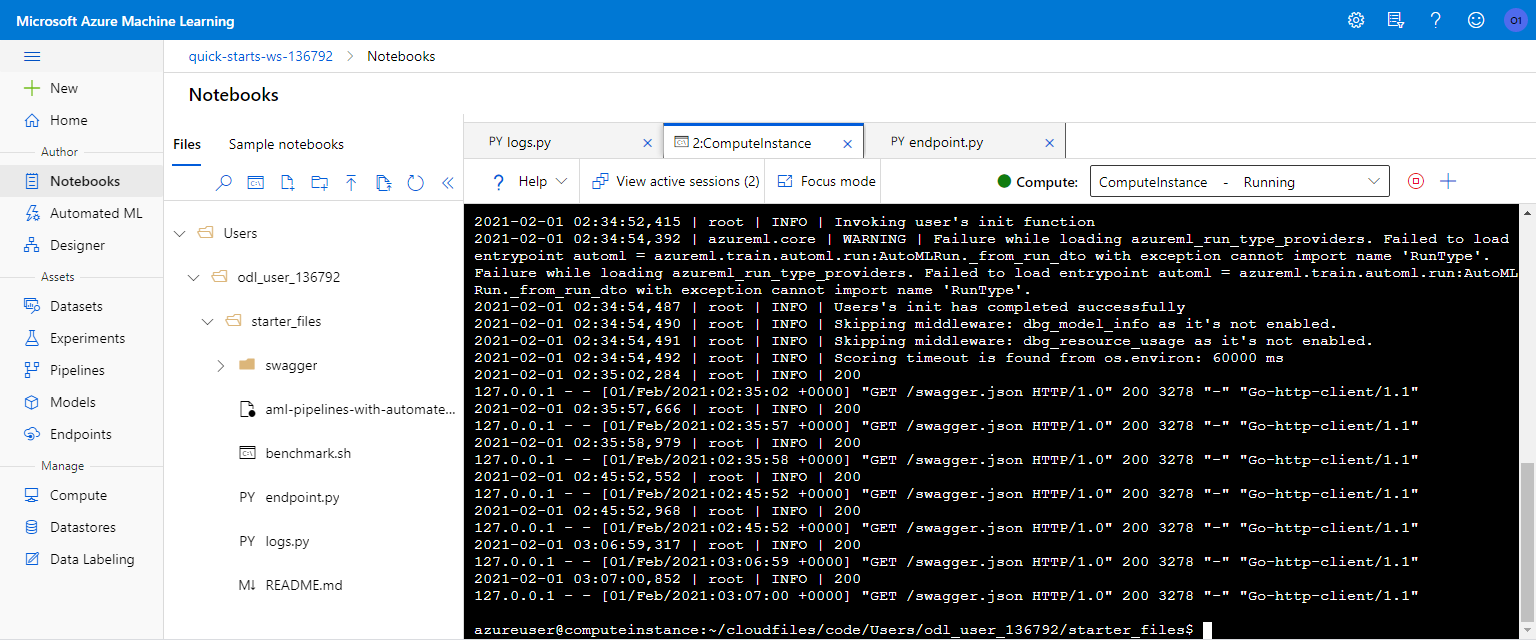 Microsoft Azure Machine Learning
O1
quick-starts-ws-136792 > Notebooks
New
Home
Author
Notebooks
Automated ML
Designer
Assets
Datasets
Experiments
Pipelines
Models
Endpoints
Manage
Compute
Datastores
Data Labeling
Notebooks
Files Sample notebooks
Users
odl_user_136792
starter_files
swagger
aml-pipelines-with-automate...
benchmark.sh
PY endpoint.py
PY logs.py
M↓ README.md
PY logs.py × 2:ComputeInstance × PY endpoint.py ×
? Help View active sessions (2) Focus mode Compute: ComputeInstance - Running
2021-02-01 02:34:52,415 | root | INFO | Invoking user's init function
2021-02-01 02:34:54,392 | azureml.core | WARNING | Failure while loading azureml_run_type_providers. Failed to load
entrypoint automl = azureml.train.automl.run:AutoMLRun._from_run_dto with exception cannot import name 'RunType'.
Failure while loading azureml_run_type_providers. Failed to load entrypoint automl = azureml.train.automl.run:AutoML
Run._from_run_dto with exception cannot import name 'RunType'.
2021-02-01 02:34:54,487 | root | INFO | Users's init has completed successfully
2021-02-01 02:34:54,490 | root | INFO | Skipping middleware: dbg_model_info as it's not enabled.
2021-02-01 02:34:54,491 | root | INFO | Skipping middleware: dbg_resource_usage as it's not enabled.
2021-02-01 02:34:54,492 | root | INFO | Scoring timeout is found from os.environ: 60000 ms
2021-02-01 02:35:02,284 | root | INFO | 200
127.0.0.1 - - [01/Feb/2021:02:35:02 +0000] "GET /swagger.json HTTP/1.0" 200 3278 "-" "Go-http-client/1.1"
2021-02-01 02:35:57,666 | root | INFO | 200
127.0.0.1 - - [01/Feb/2021:02:35:57 +0000] "GET /swagger.json HTTP/1.0" 200 3278 "-" "Go-http-client/1.1"
2021-02-01 02:35:58,979 | root | INFO | 200
127.0.0.1 - - [01/Feb/2021:02:35:58 +0000] "GET /swagger.json HTTP/1.0" 200 3278 "-" "Go-http-client/1.1"
2021-02-01 02:45:52,552 | root | INFO | 200
127.0.0.1 - - [01/Feb/2021:02:45:52 +0000] "GET /swagger.json HTTP/1.0" 200 3278 "-" "Go-http-client/1.1"
2021-02-01 02:45:52,968 | root | INFO | 200
127.0.0.1 - - [01/Feb/2021:02:45:52 +0000] "GET /swagger.json HTTP/1.0" 200 3278 "-" "Go-http-client/1.1"
2021-02-01 03:06:59,317 | root | INFO | 200
127.0.0.1 - - [01/Feb/2021:03:06:59 +0000] "GET /swagger.json HTTP/1.0" 200 3278 "-" "Go-http-client/1.1"
2021-02-01 03:07:00,852 | root | INFO | 200
127.0.0.1 - - [01/Feb/2021:03:07:00 +0000] "GET /swagger.json HTTP/1.0" 200 3278 "-" "Go-http-client/1.1"
azureuser@computeinstance:~/cloudfiles/code/Users/odl_user_136792/starter_files$